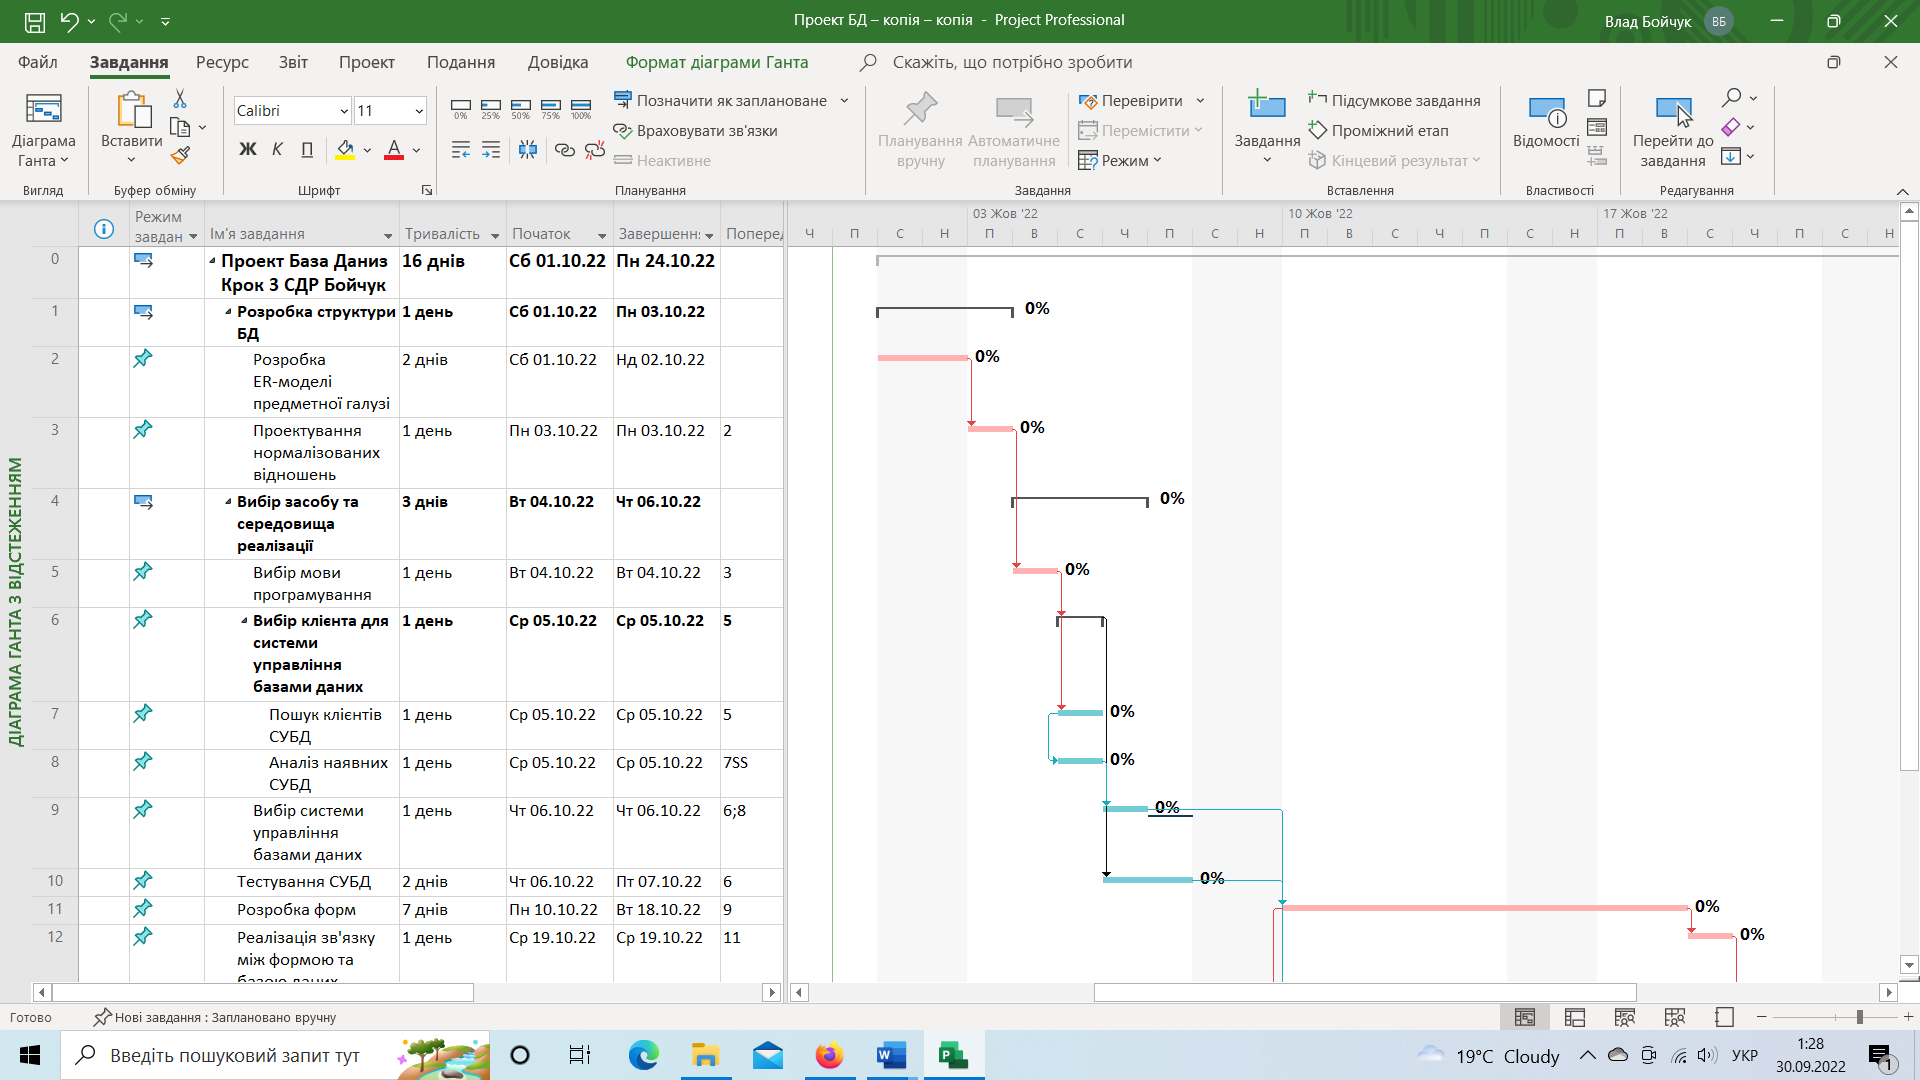 Проект БД – копія – копія - Project Professional
Влад Бойчук ВБ
Файл Завдання Ресурс Звіт Проект Подання Довідка Формат діаграми Ганта Скажіть, що потрібно зробити
Діаграма Ганта
Вигляд
Вставити
Буфер обміну
Calibri 11
Ж К П А
Шрифт
0% 25% 50% 75% 100%
Позначити як заплановане
Враховувати зв'язки
Неактивне
Планування
Планування вручну
Автоматичне планування
Перевірити
Перемістити
Режим
Завдання
Завдання
Підсумкове завдання
Проміжний етап
Кінцевий результат
Вставлення
Відомості
Властивості
Перейти до завдання
Редагування
03 Жов '22 10 Жов '22 17 Жов '22
Режим завдан Ім'я завдання Тривалість Початок Завершенн: Поперед
Ч П С Н П В С Ч П С Н П В С Ч П С Н П В С Ч П С Н
0 Проект База Даниз Крок 3 СДР Бойчук 16 днів Сб 01.10.22 Пн 24.10.22
1 Розробка структури БД 1 день Сб 01.10.22 Пн 03.10.22 0%
2 Розробка ER-моделі предметної галузі 2 днів Сб 01.10.22 Нд 02.10.22 0%
3 Проектування нормалізованих відношень 1 день Пн 03.10.22 Пн 03.10.22 2 0%
4 Вибір засобу та середовища реалізації 3 днів Вт 04.10.22 Чт 06.10.22 0%
5 Вибір мови програмування 1 день Вт 04.10.22 Вт 04.10.22 3 0%
6 Вибір клієнта для системи управління базами даних 1 день Ср 05.10.22 Ср 05.10.22 5
7 Пошук клієнтів СУБД 1 день Ср 05.10.22 Ср 05.10.22 5 0%
8 Аналіз наявних СУБД 1 день Ср 05.10.22 Ср 05.10.22 7SS 0%
9 Вибір системи управління базами даних 1 день Чт 06.10.22 Чт 06.10.22 6;8 0%
10 Тестування СУБД 2 днів Чт 06.10.22 Пт 07.10.22 6 0%
11 Розробка форм 7 днів Пн 10.10.22 Вт 18.10.22 9 0%
12 Реалізація зв'язку між формою та базою даних 1 день Ср 19.10.22 Ср 19.10.22 11 0%
ДІАГРАМА ГАНТА З ВІДСТЕЖЕННЯМ
Готово Нові завдання : Заплановано вручну
Введіть пошуковий запит тут
19°C Cloudy УКР
1:28
30.09.2022
1